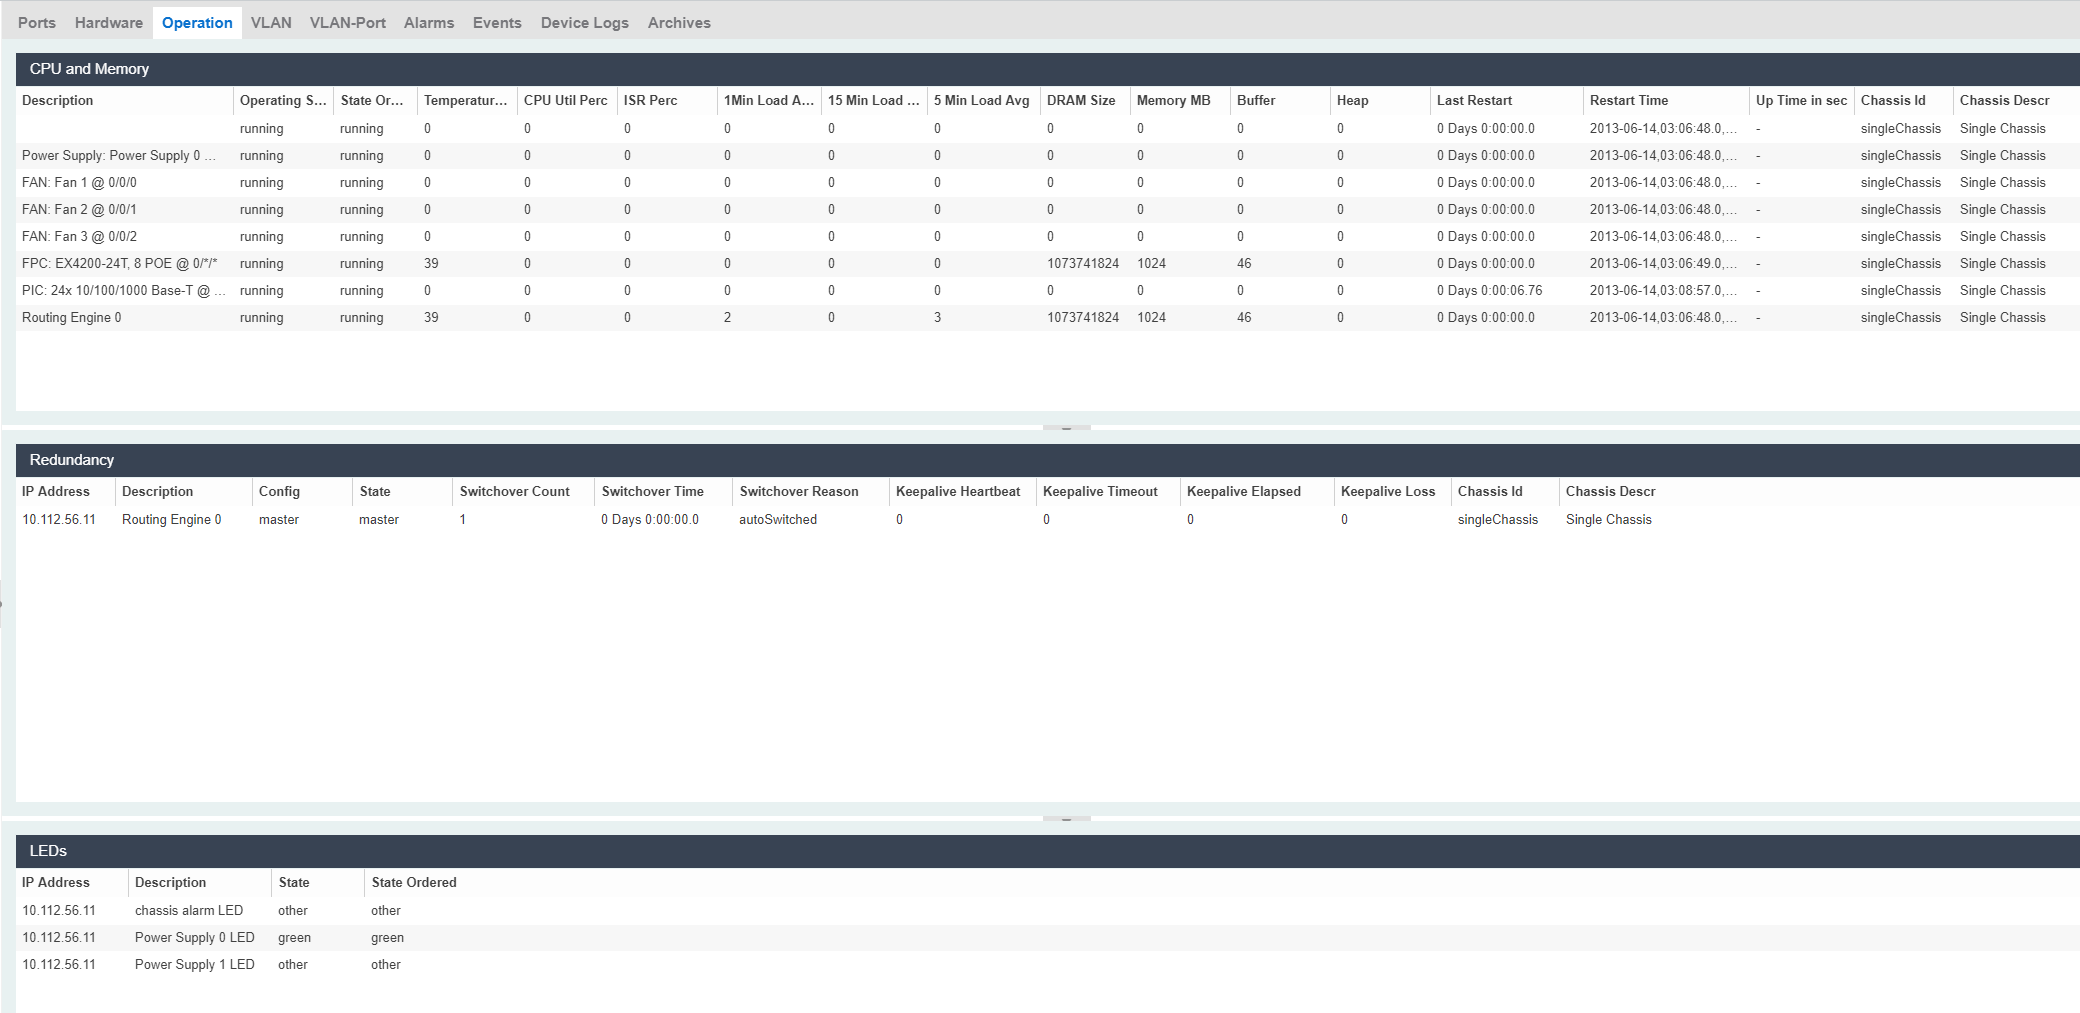 Ports Hardware Operation VLAN VLAN-Port Alarms Events Device Logs Archives
CPU and Memory
Description Operating S... State Or... Temperatur... CPU Util Perc ISR Perc 1Min Load A... 15 Min Load ... 5 Min Load Avg DRAM Size Memory MB Buffer Heap Last Restart Restart Time Up Time in sec Chassis Id Chassis Descr
running running 0 0 0 0 0 0 0 0 0 0 0 Days 0:00:00.0 2013-06-14,03:06:48.0,... - singleChassis Single Chassis
Power Supply: Power Supply 0 ... running running 0 0 0 0 0 0 0 0 0 0 0 Days 0:00:00.0 2013-06-14,03:06:48.0,... - singleChassis Single Chassis
FAN: Fan 1 @ 0/0/0 running running 0 0 0 0 0 0 0 0 0 0 0 Days 0:00:00.0 2013-06-14,03:06:48.0,... - singleChassis Single Chassis
FAN: Fan 2 @ 0/0/1 running running 0 0 0 0 0 0 0 0 0 0 0 Days 0:00:00.0 2013-06-14,03:06:48.0,... - singleChassis Single Chassis
FAN: Fan 3 @ 0/0/2 running running 0 0 0 0 0 0 0 0 0 0 0 Days 0:00:00.0 2013-06-14,03:06:48.0,... - singleChassis Single Chassis
FPC: EX4200-24T, 8 POE @ 0/*/* running running 39 0 0 0 0 0 1073741824 1024 46 0 0 Days 0:00:00.0 2013-06-14,03:06:49.0,... - singleChassis Single Chassis
PIC: 24x 10/100/1000 Base-T @ ... running running 0 0 0 0 0 0 0 0 0 0 0 Days 0:00:06.76 2013-06-14,03:08:57.0,... - singleChassis Single Chassis
Routing Engine 0 running running 39 0 0 2 0 3 1073741824 1024 46 0 0 Days 0:00:00.0 2013-06-14,03:06:48.0,... - singleChassis Single Chassis
Redundancy
IP Address Description Config State Switchover Count Switchover Time Switchover Reason Keepalive Heartbeat Keepalive Timeout Keepalive Elapsed Keepalive Loss Chassis Id Chassis Descr
10.112.56.11 Routing Engine 0 master master 1 0 Days 0:00:00.0 autoSwitched 0 0 0 0 singleChassis Single Chassis
LEDs
IP Address Description State State Ordered
10.112.56.11 chassis alarm LED other other
10.112.56.11 Power Supply 0 LED green green
10.112.56.11 Power Supply 1 LED other other